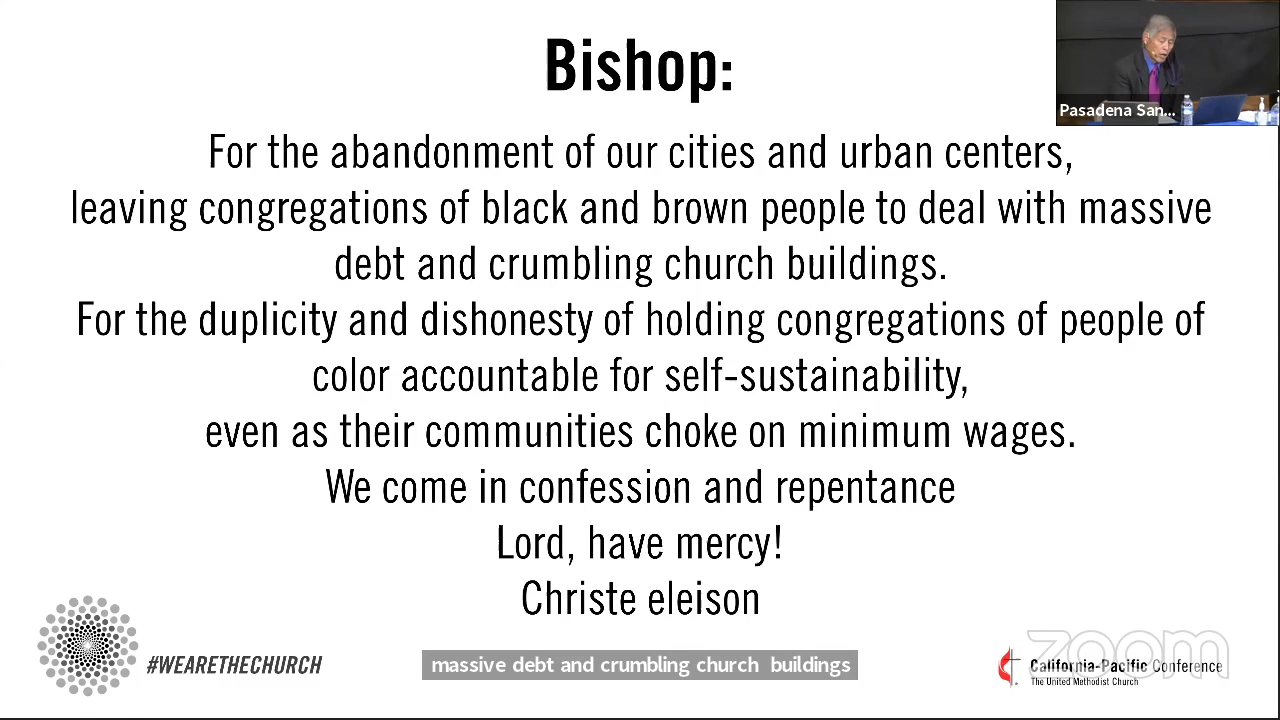 Bishop:
Pasadena San...
For the abandonment of our cities and urban centers,
leaving congregations of black and brown people to deal with massive
debt and crumbling church buildings.
For the duplicity and dishonesty of holding congregations of people of
color accountable for self-sustainability,
even as their communities choke on minimum wages.
We come in confession and repentance
Lord, have mercy!
Christe eleison
#WEARETHECHURCH
massive debt and crumbling church buildings
zoom
California-Pacific Conference
The United Methodist Church